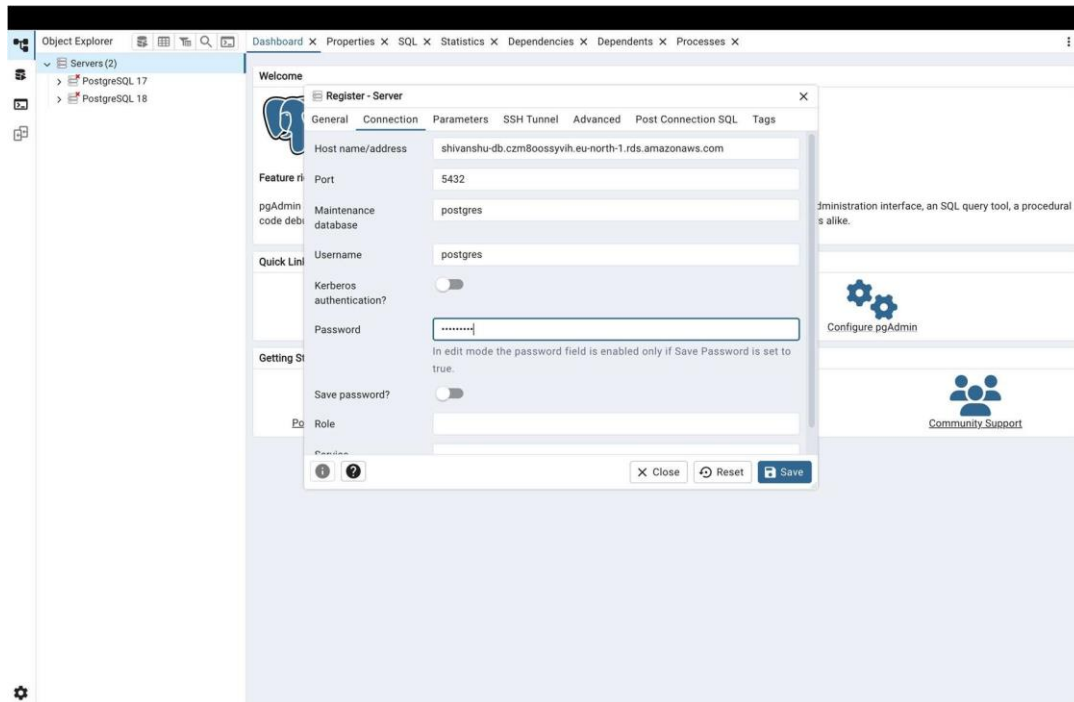 Object Explorer
Dashboard Properties SQL Statistics Dependencies Dependents Processes
Servers (2)
PostgreSQL 17
PostgreSQL 18
Welcome
Register - Server
General Connection Parameters SSH Tunnel Advanced Post Connection SQL Tags
Host name/address shivanshu-db.czm8oossyvih.eu-north-1.rds.amazonaws.com
Feature ri
Port 5432
pgAdmin
dministration interface, an SQL query tool, a procedural
code debu
s alike.
Maintenance
database
postgres
Quick Lin
Username postgres
Kerberos
authentication?
Configure pgAdmin
Password •••••••••
In edit mode the password field is enabled only if Save Password is set to
true.
Getting St
Save password?
Po
Role
Community Support
Service
Close Reset Save